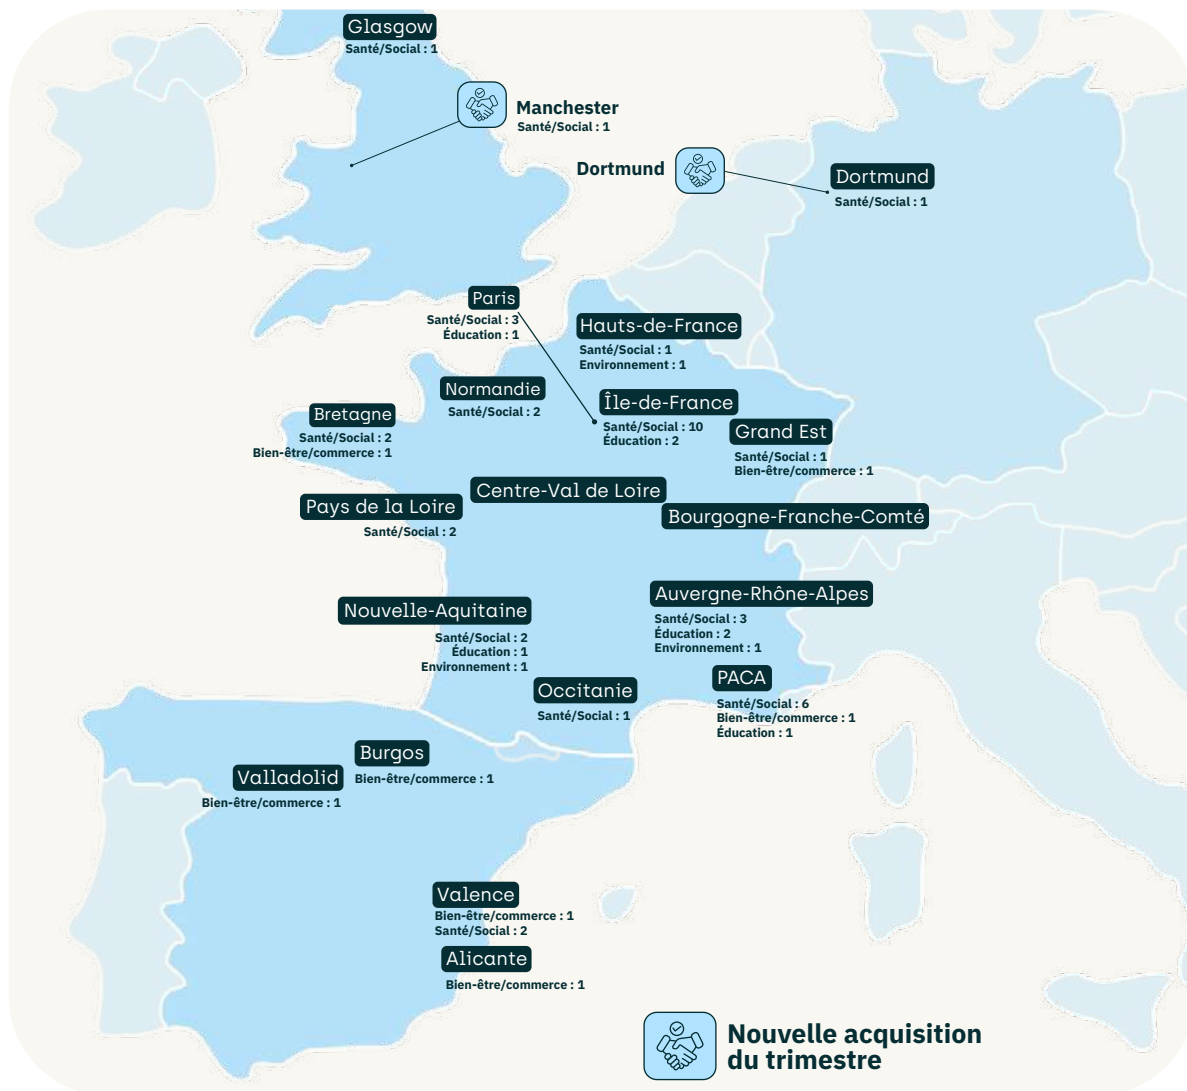 Glasgow
Santé/Social : 1
Manchester
Santé/Social : 1
Dortmund
Dortmund
Santé/Social : 1
Paris
Santé/Social : 3
Éducation : 1
Hauts-de-France
Santé/Social : 1
Environnement : 1
Normandie
Santé/Social : 2
Île-de-France
Santé/Social : 10
Éducation : 2
Bretagne
Santé/Social : 2
Bien-être/commerce : 1
Grand Est
Santé/Social : 1
Bien-être/commerce : 1
Centre-Val de Loire
Pays de la Loire
Santé/Social : 2
Bourgogne-Franche-Comté
Nouvelle-Aquitaine
Santé/Social : 2
Éducation : 1
Environnement : 1
Auvergne-Rhône-Alpes
Santé/Social : 3
Éducation : 2
Environnement : 1
Occitanie
Santé/Social : 1
PACA
Santé/Social : 6
Bien-être/commerce : 1
Éducation : 1
Burgos
Bien-être/commerce : 1
Valladolid
Bien-être/commerce : 1
Valence
Bien-être/commerce : 1
Santé/Social : 2
Alicante
Bien-être/commerce : 1
Nouvelle acquisition
du trimestre